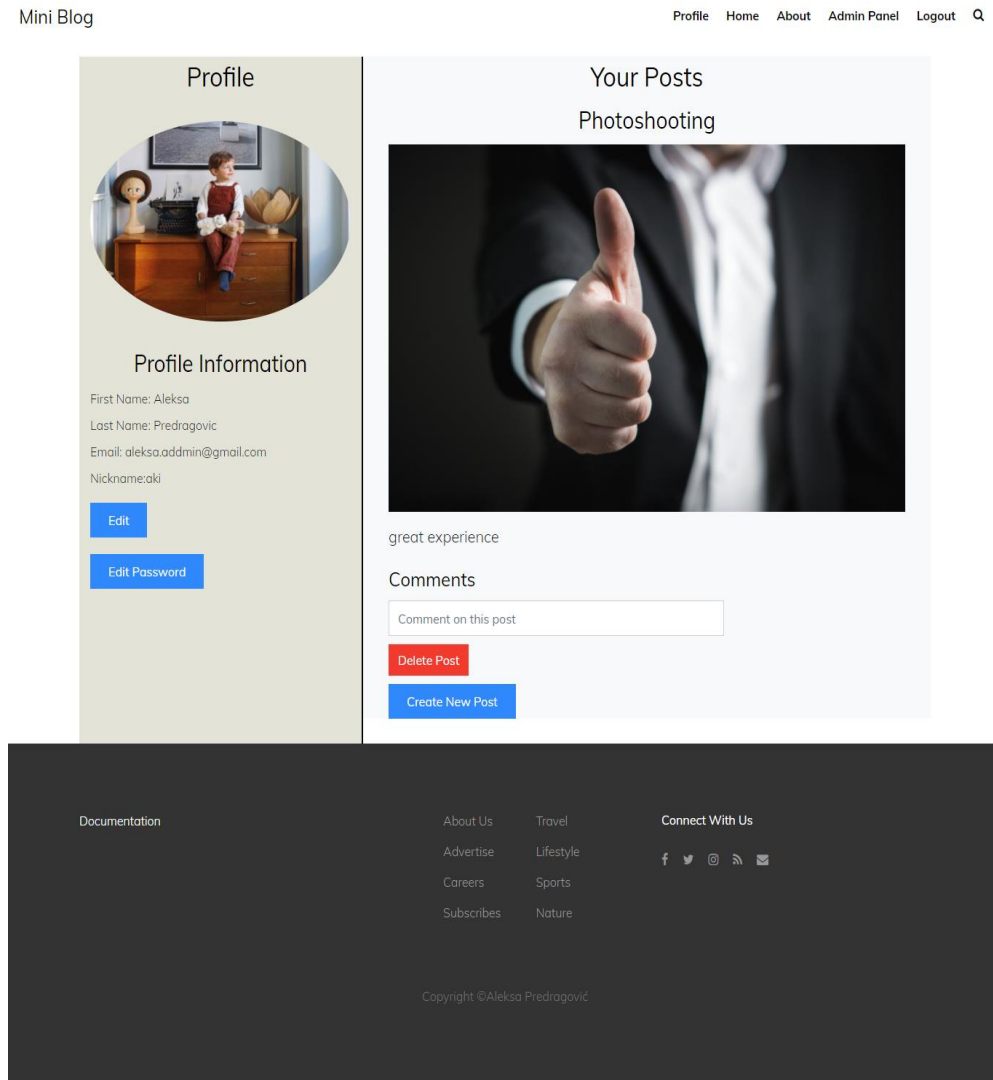 Mini Blog
Profile Home About Admin Panel Logout
Profile
Profile Information
First Name: Aleksa
Last Name: Predragovic
Email: aleksa.addmin@gmail.com
Nickname:aki
Edit
Edit Password
Your Posts
Photoshooting
great experience
Comments
Comment on this post
Delete Post
Create New Post
Documentation
About Us
Advertise
Careers
Subscribes
Travel
Lifestyle
Sports
Nature
Connect With Us
Copyright ©Aleksa Predragović